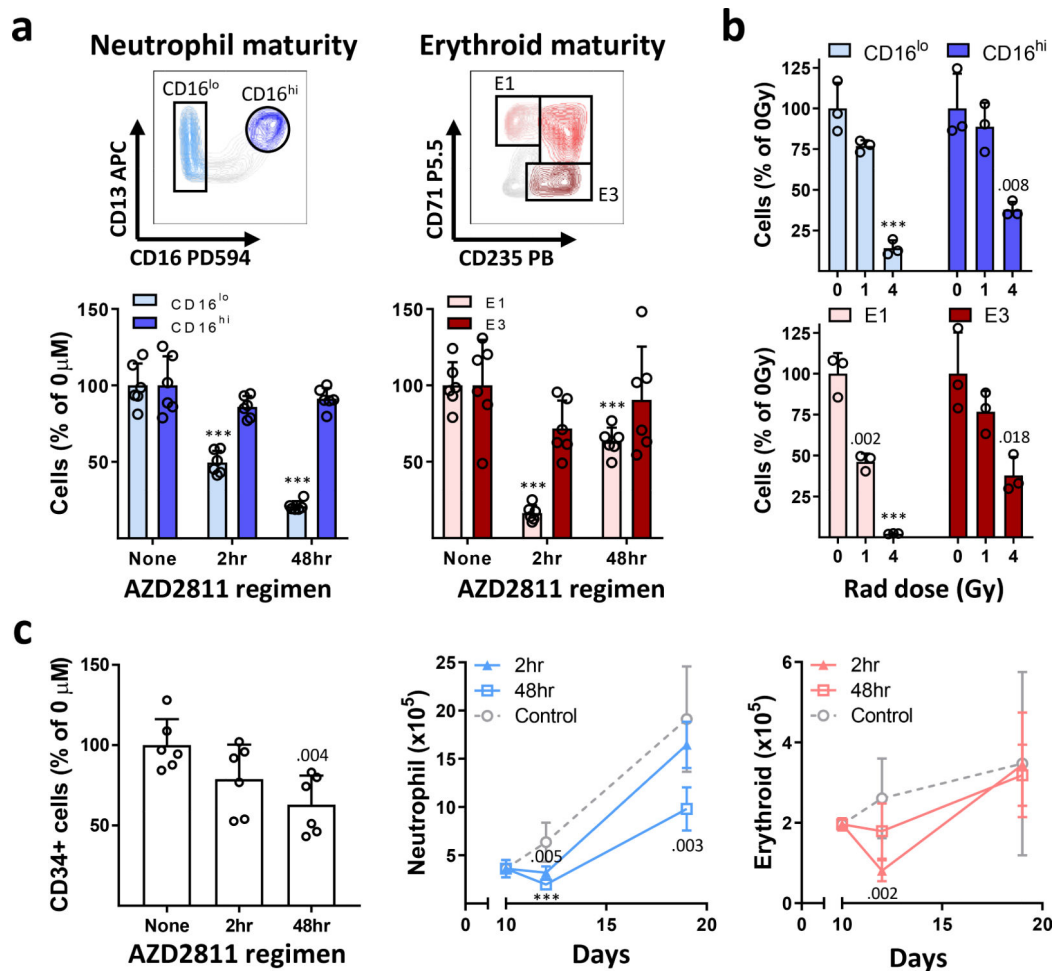 a
Neutrophil maturity
CD16lo
CD16hi
CD13 APC
CD16 PD594
Erythroid maturity
E1
E3
CD71 P5.5
CD235 PB
150
100
50
Cells (% of 0µM)
CD16lo
CD16hi
***
***
None
2hr
48hr
AZD2811 regimen
150
100
50
E1
E3
***
***
None
2hr
48hr
AZD2811 regimen
b
CD16lo
CD16hi
125
100
75
50
25
Cells (% of 0Gy)
***
.008
0
1
4
0
1
4
E1
E3
125
100
75
50
25
Cells (% of 0Gy)
.002
***
.018
0
1
4
0
1
4
Rad dose (Gy)
c
150
100
50
CD34+ cells (% of 0 µM)
.004
None
2hr
48hr
AZD2811 regimen
25
20
15
10
5
Neutrophil (x10⁵)
2hr
48hr
Control
.005
***
.003
0
10
15
20
Days
6
4
2
0
Erythroid (x10⁵)
2hr
48hr
Control
.002
0
10
15
20
Days